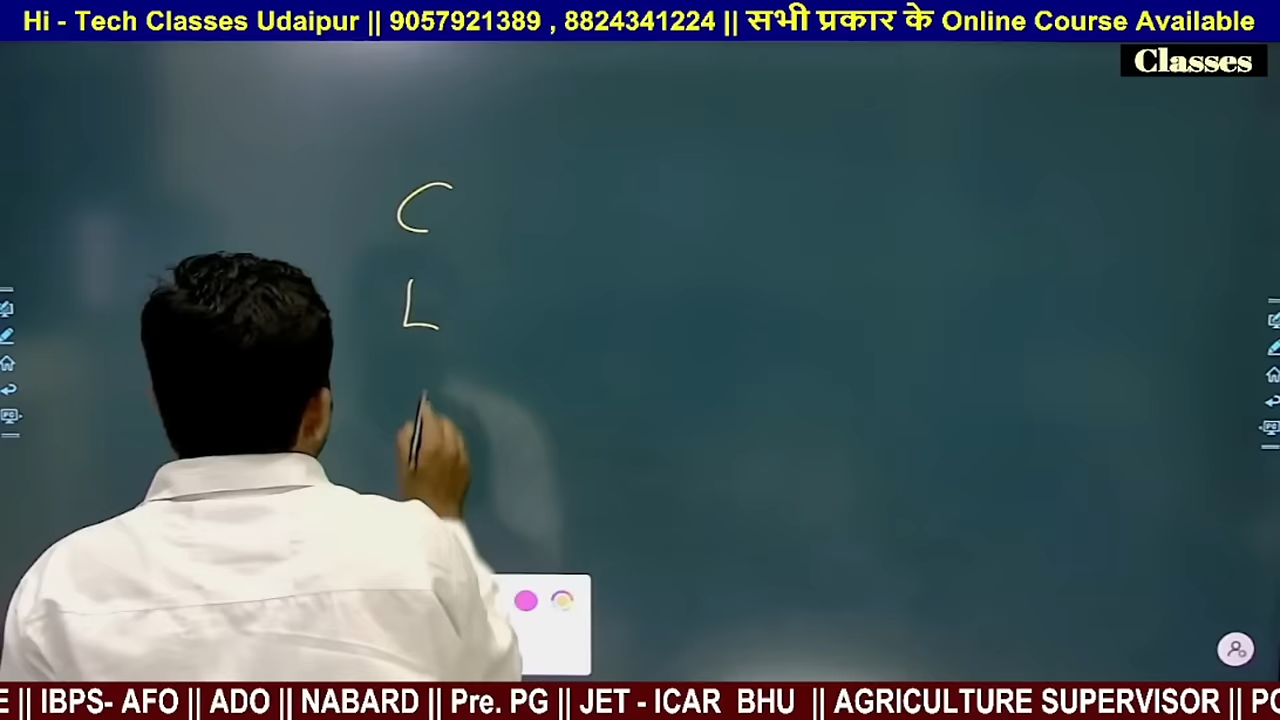 Hi - Tech Classes Udaipur || 9057921389 , 8824341224 || सभी प्रकार के Online Course Available
Classes
C
L
E || IBPS- AFO || ADO || NABARD || Pre. PG || JET - ICAR BHU || AGRICULTURE SUPERVISOR || PC